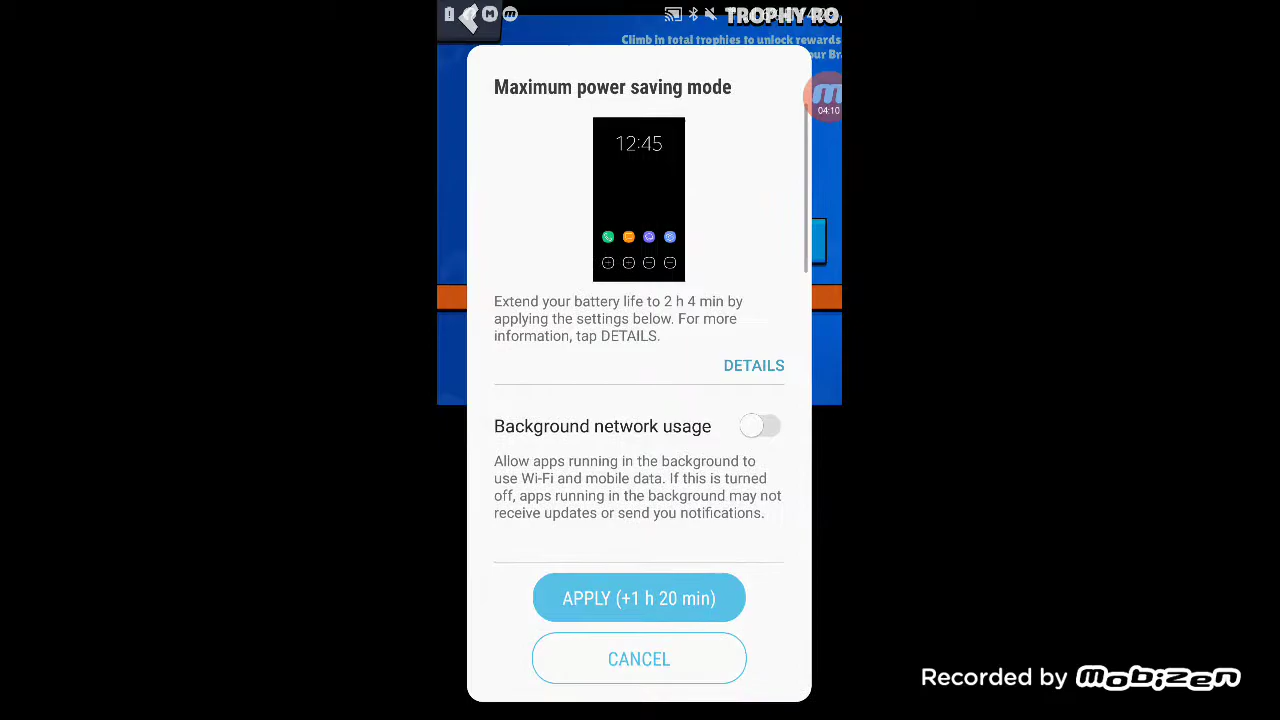 TROPHY ROA
Climb in total trophies to unlock rewards
our Br
Maximum power saving mode
04:10
12:45
Extend your battery life to 2 h 4 min by
applying the settings below. For more
information, tap DETAILS.
DETAILS
Background network usage
Allow apps running in the background to
use Wi-Fi and mobile data. If this is turned
off, apps running in the background may not
receive updates or send you notifications.
APPLY (+1 h 20 min)
CANCEL
Recorded by mobizen